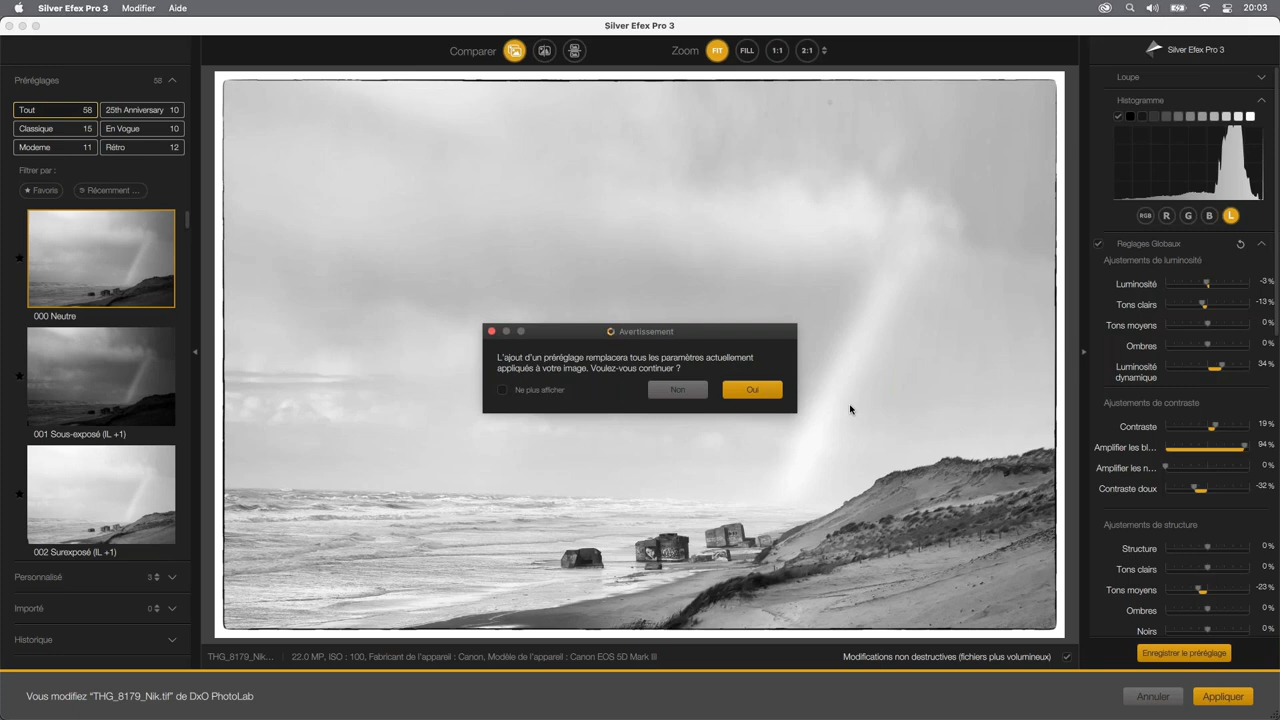 Silver Efex Pro 3 Modifier Aide 20:03
Silver Efex Pro 3
Comparer Zoom FIT FILL 1:1 2:1
Silver Efex Pro 3
Préréglages 58
Tout 58
25th Anniversary 10
Classique 15
En Vogue 10
Moderne 11
Rétro 12
Filtrer par :
Favoris
Récemment ...
000 Neutre
001 Sous-exposé (IL +1)
002 Surexposé (IL +1)
Personnalisé 3
Importé 0
Historique
Avertissement
L'ajout d'un préréglage remplacera tous les paramètres actuellement
appliqués à votre image. Voulez-vous continuer ?
Ne plus afficher
Non
Oui
Loupe
Histogramme
RGB R G B L
Reglages Globaux
Ajustements de luminosité
Luminosité -3 %
Tons clairs -13 %
Tons moyens 0 %
Ombres 0 %
Luminosité 34 %
dynamique
Ajustements de contraste
Contraste 19 %
Amplifier les bl... 94 %
Amplifier les n... 0 %
Contraste doux -32 %
Ajustements de structure
Structure 0 %
Tons clairs 0 %
Tons moyens -23 %
Ombres 0 %
Noirs 0 %
Enregistrer le préréglage
THG_8179_Nik... 22.0 MP, ISO : 100, Fabricant de l'appareil : Canon, Modèle de l'appareil : Canon EOS 5D Mark III
Modifications non destructives (fichiers plus volumineux)
Vous modifiez “THG_8179_Nik.tif” de DxO PhotoLab
Annuler
Appliquer